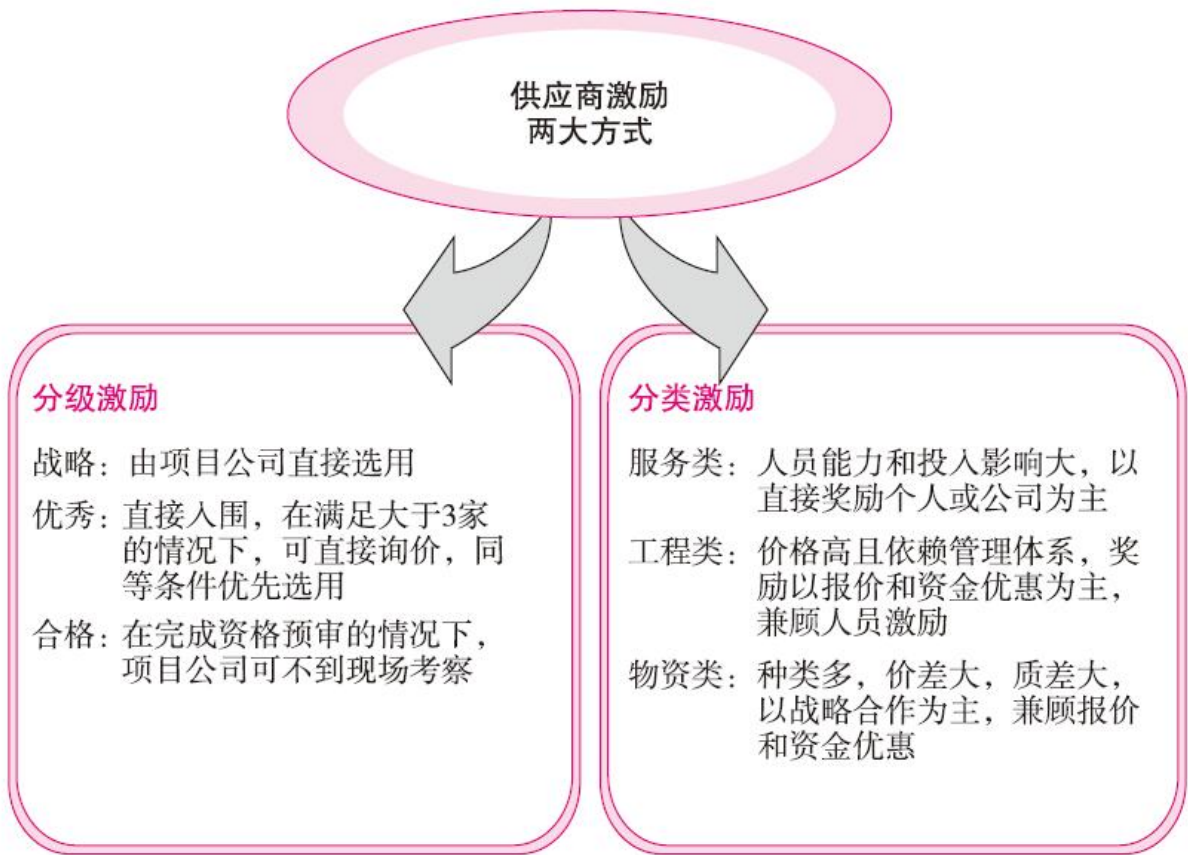 供应商激励
两大方式
分级激励
战略：由项目公司直接选用
优秀：直接入围，在满足大于3家
的情况下，可直接询价，同
等条件优先选用
合格：在完成资格预审的情况下，
项目公司可不到现场考察
分类激励
服务类：人员能力和投入影响大，以
直接奖励个人或公司为主
工程类：价格高且依赖管理体系，奖
励以报价和资金优惠为主，
兼顾人员激励
物资类：种类多，价差大，质差大，
以战略合作为主，兼顾报价
和资金优惠